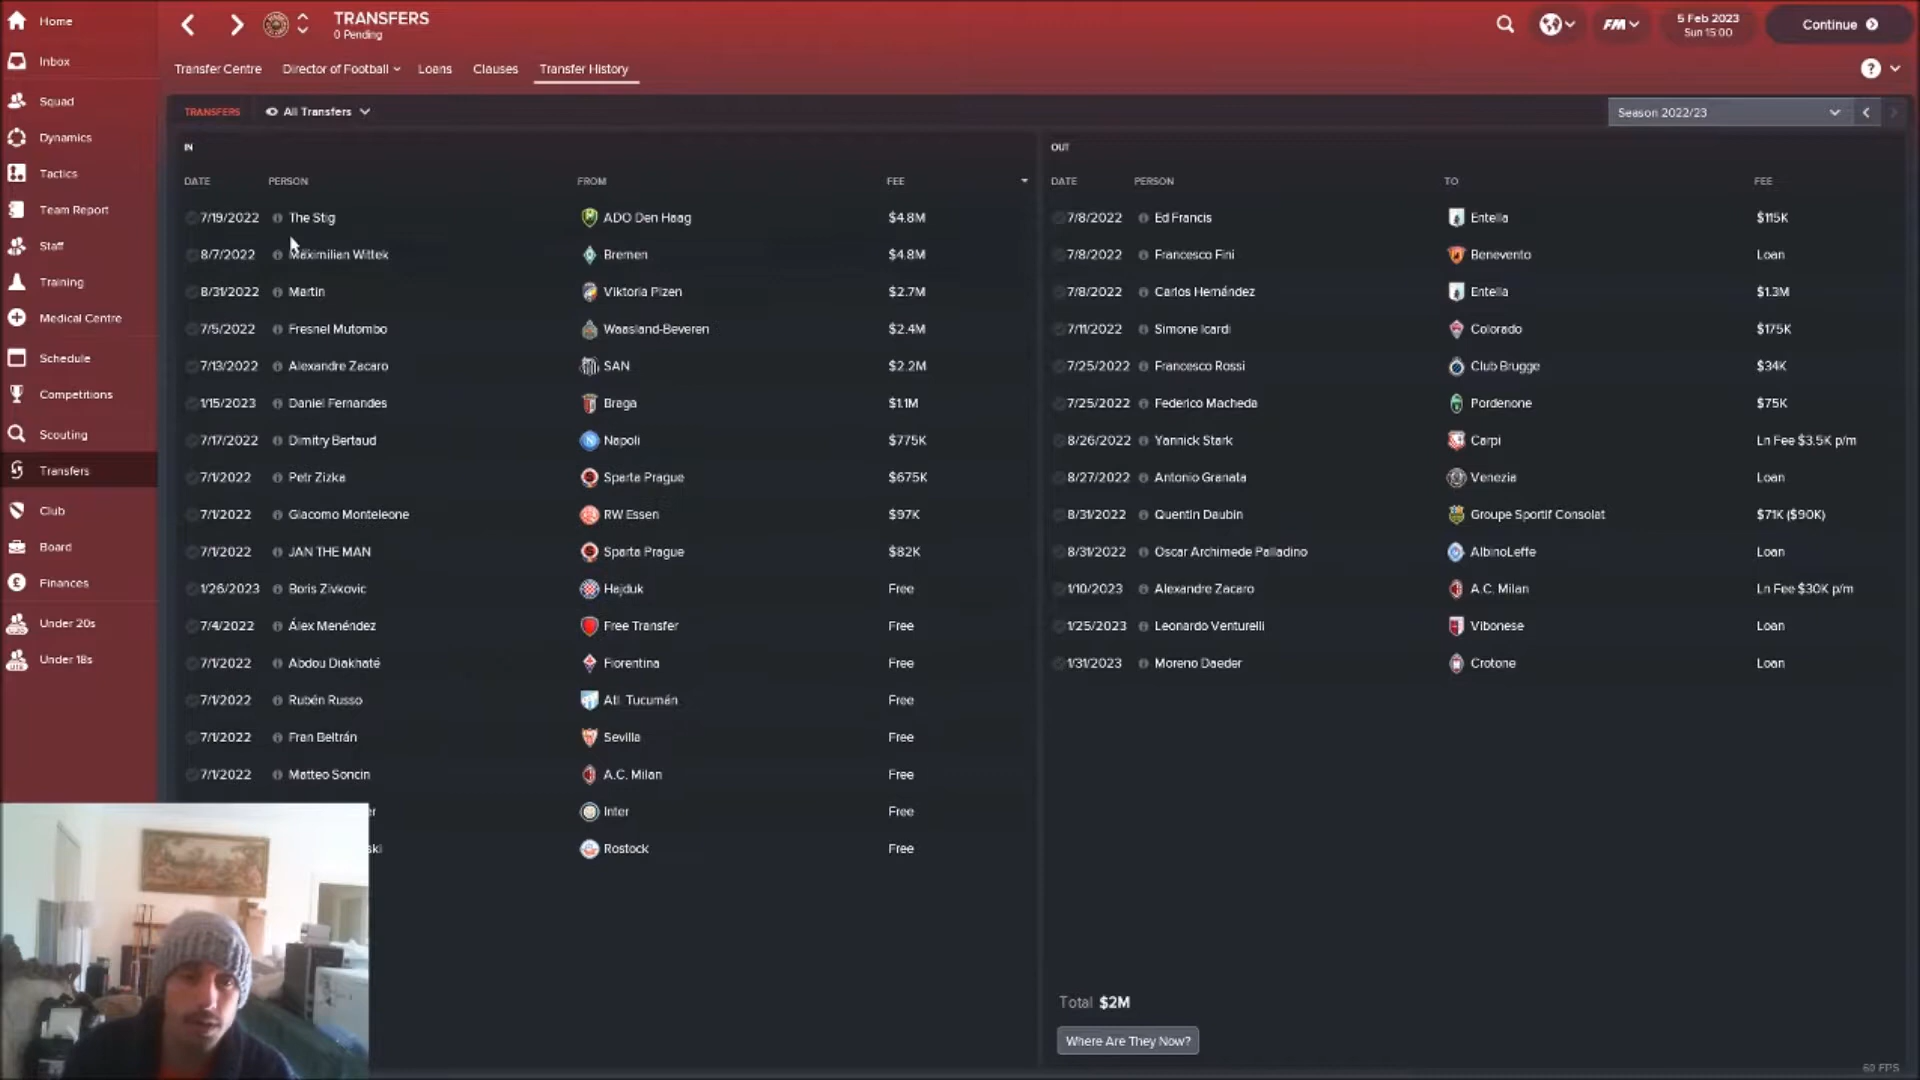 Home
Inbox
Squad
Dynamics
Tactics
Team Report
Staff
Training
Medical Centre
Schedule
Competitions
Scouting
Transfers
Club
Board
Finances
Under 20s
Under 18s
TRANSFERS
0 Pending
FM
5 Feb 2023
Sun 15:00
Continue
Transfer Centre Director of Football Loans Clauses Transfer History
?
TRANSFERS All Transfers
Season 2022/23
IN
DATE PERSON FROM FEE
7/19/2022 The Stig ADO Den Haag $4.8M
8/7/2022 Maximilian Wittek Bremen $4.8M
8/31/2022 Martin Viktoria Plzen $2.7M
7/5/2022 Fresnel Mutombo Waasland-Beveren $2.4M
7/13/2022 Alexandre Zacaro SAN $2.2M
1/15/2023 Daniel Fernandes Braga $1.1M
7/17/2022 Dimitry Bertaud Napoli $775K
7/1/2022 Petr Zizka Sparta Prague $675K
7/1/2022 Giacomo Monteleone RW Essen $97K
7/1/2022 JAN THE MAN Sparta Prague $82K
1/26/2023 Boris Zivkovic Hajduk Free
7/4/2022 Álex Menéndez Free Transfer Free
7/1/2022 Abdou Diakhaté Fiorentina Free
7/1/2022 Rubén Russo Atl. Tucumán Free
7/1/2022 Fran Beltrán Sevilla Free
7/1/2022 Matteo Soncin A.C. Milan Free
er Inter Free
ski Rostock Free
OUT
DATE PERSON TO FEE
7/8/2022 Ed Francis Entella $115K
7/8/2022 Francesco Fini Benevento Loan
7/8/2022 Carlos Hernández Entella $1.3M
7/11/2022 Simone Icardi Colorado $175K
7/25/2022 Francesco Rossi Club Brugge $34K
7/25/2022 Federico Macheda Pordenone $75K
8/26/2022 Yannick Stark Carpi Ln Fee $3.5K p/m
8/27/2022 Antonio Granata Venezia Loan
8/31/2022 Quentin Daubin Groupe Sportif Consolat $71K ($90K)
8/31/2022 Oscar Archimede Palladino AlbinoLeffe Loan
1/10/2023 Alexandre Zacaro A.C. Milan Ln Fee $30K p/m
1/25/2023 Leonardo Venturelli Vibonese Loan
1/31/2023 Moreno Daeder Crotone Loan
Total $2M
Where Are They Now?
60 FPS